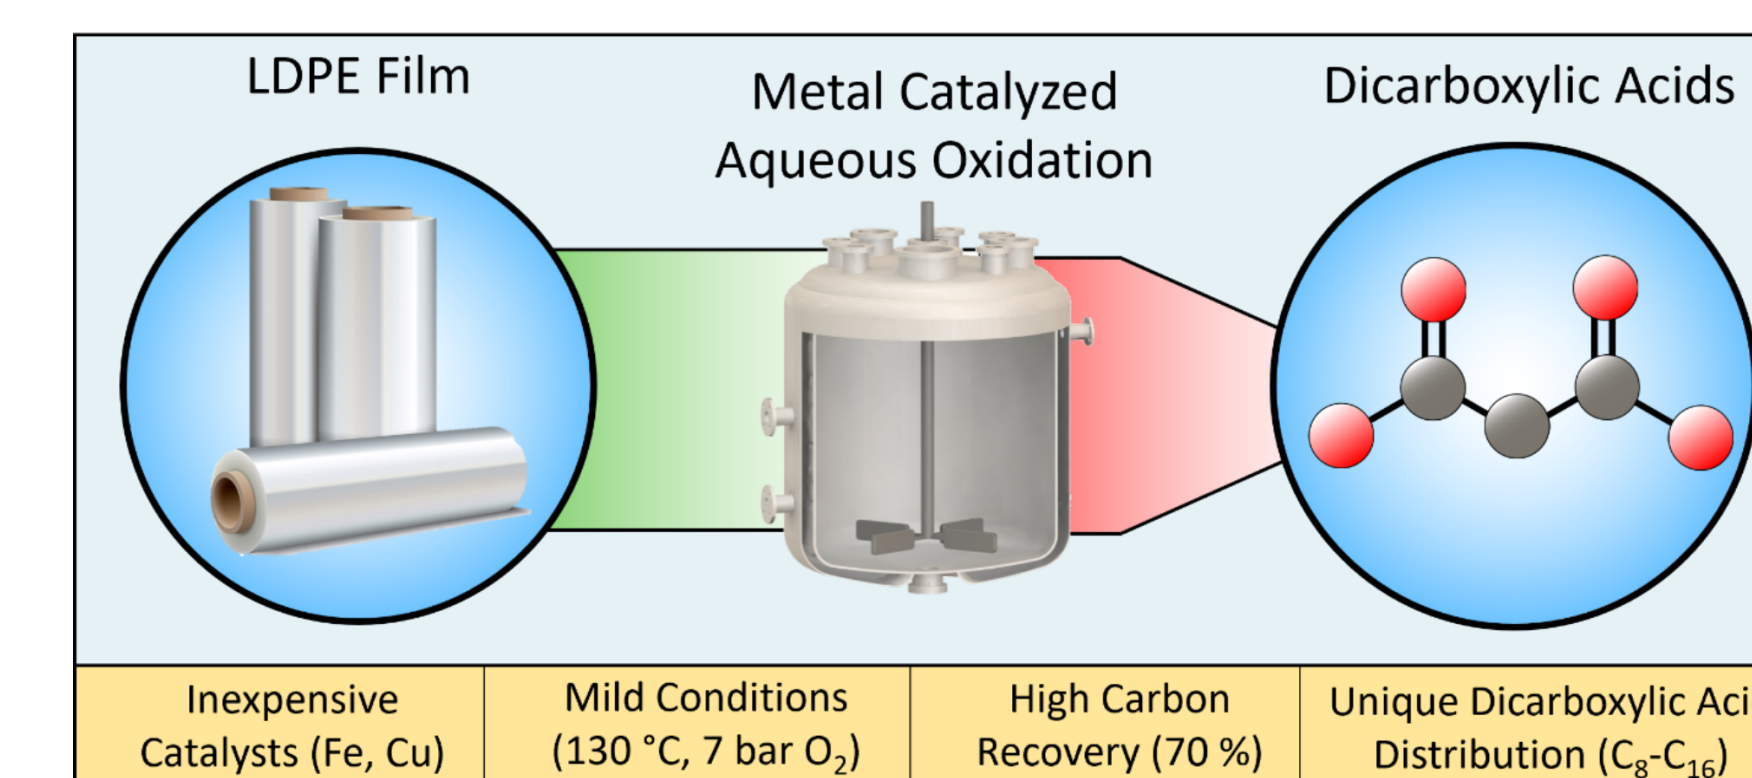 LDPE Film
Metal Catalyzed
Aqueous Oxidation
Dicarboxylic Acids
Inexpensive
Catalysts (Fe, Cu)
Mild Conditions
(130 °C, 7 bar O₂)
High Carbon
Recovery (70 %)
Unique Dicarboxylic Aci
Distribution (C₈-C₁₆)